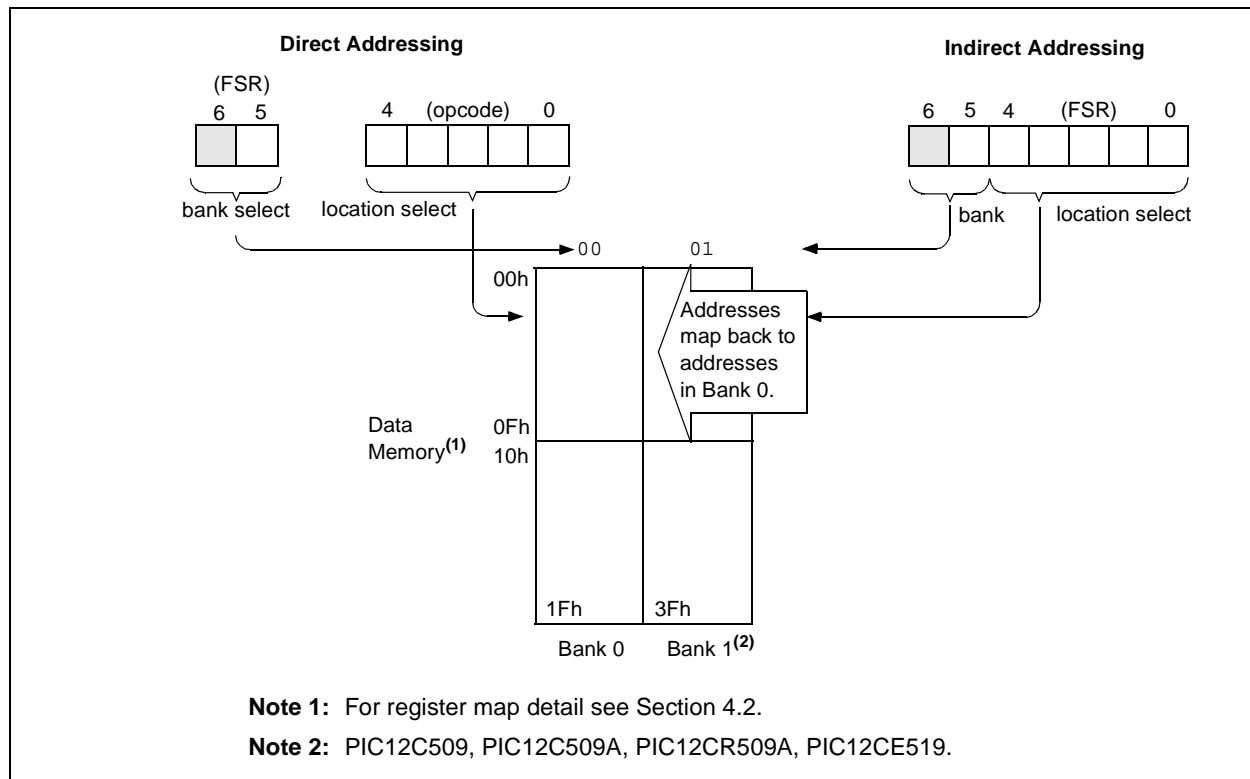 Direct Addressing
Indirect Addressing
(FSR)
6 5
4 (opcode) 0
6 5 4 (FSR) 0
bank select
location select
bank
location select
00
01
00h
Addresses
map back to
addresses
in Bank 0.
Data
Memory(1)
0Fh
10h
1Fh
3Fh
Bank 0
Bank 1(2)
Note 1: For register map detail see Section 4.2.
Note 2: PIC12C509, PIC12C509A, PIC12CR509A, PIC12CE519.